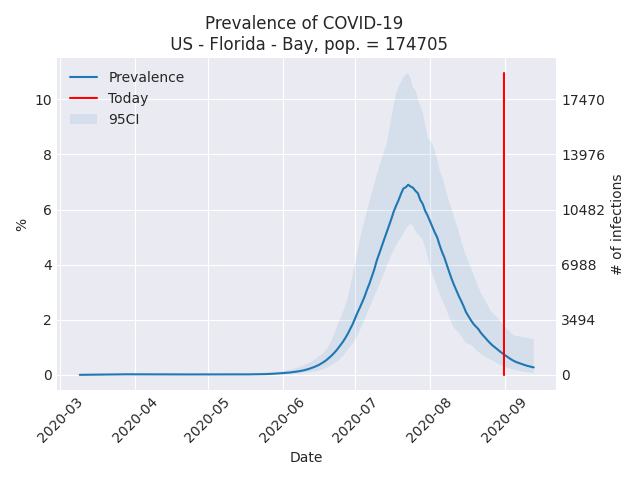 Prevalence of COVID-19
US - Florida - Bay, pop. = 174705
Prevalence
Today
95CI
10
8
6
4
2
0
%
17470
13976
10482
6988
3494
0
# of infections
2020-03
2020-04
2020-05
2020-06
2020-07
2020-08
2020-09
Date